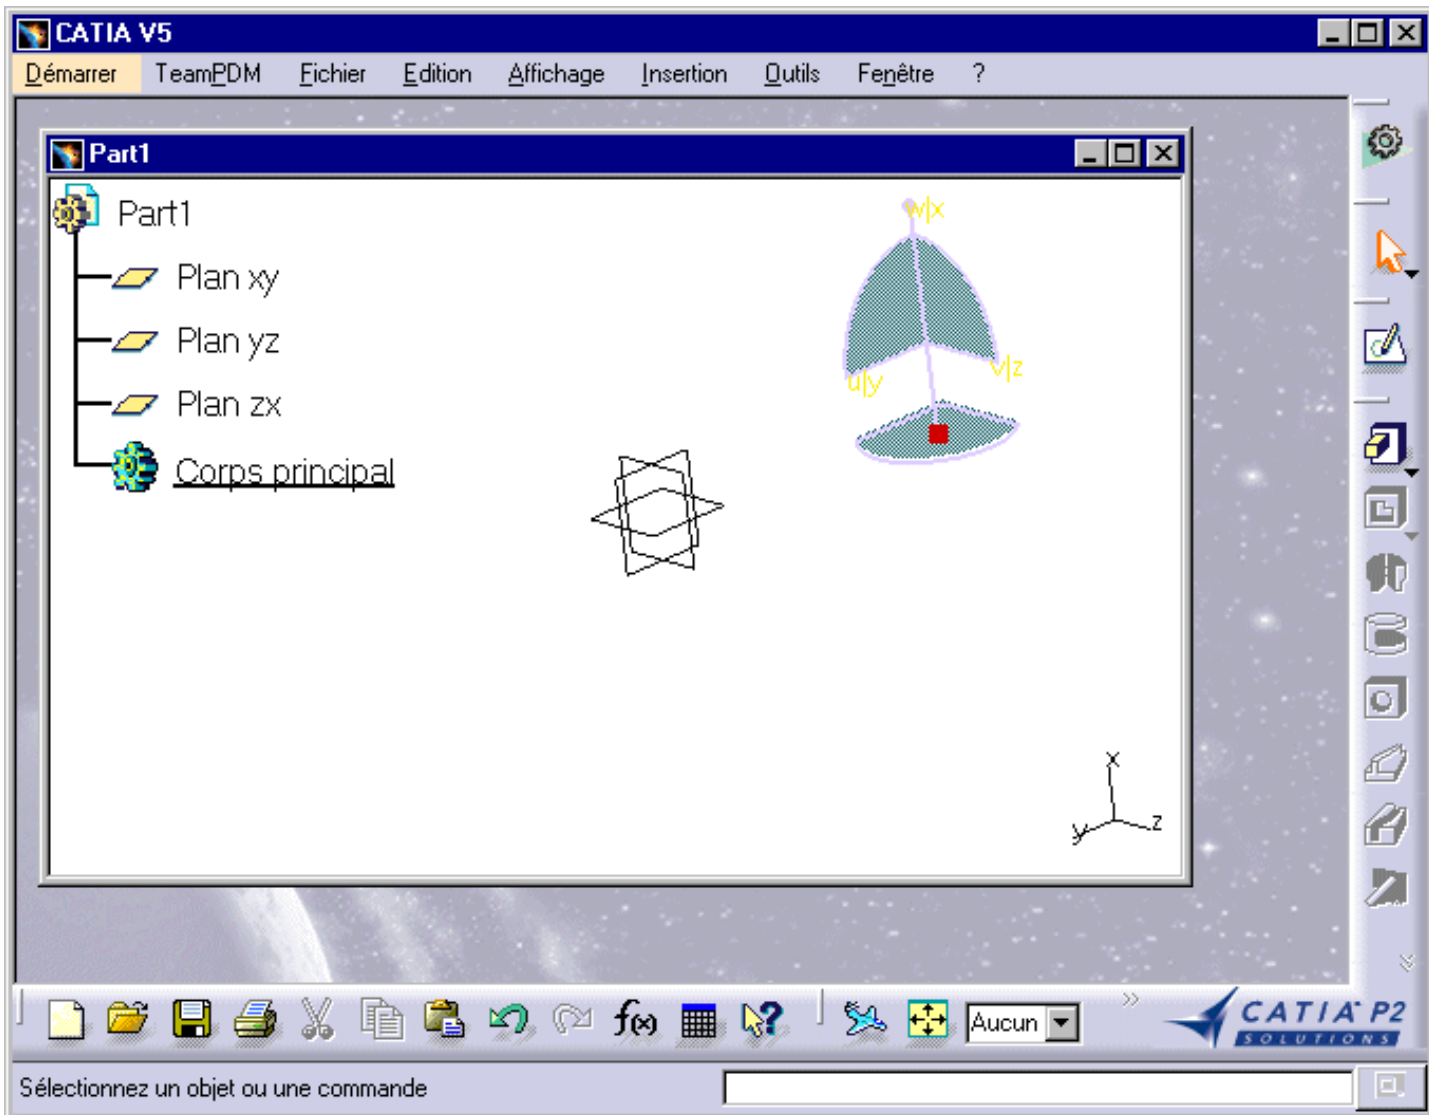 CATIA V5
Démarrer TeamPDM Fichier Edition Affichage Insertion Outils Fenêtre ?
Part1
Part1
Plan xy
Plan yz
Plan zx
Corps principal
w|x
u|y
v|z
x
y
z
f(x)
?
Aucun
CATIA P2
SOLUTIONS
Sélectionnez un objet ou une commande